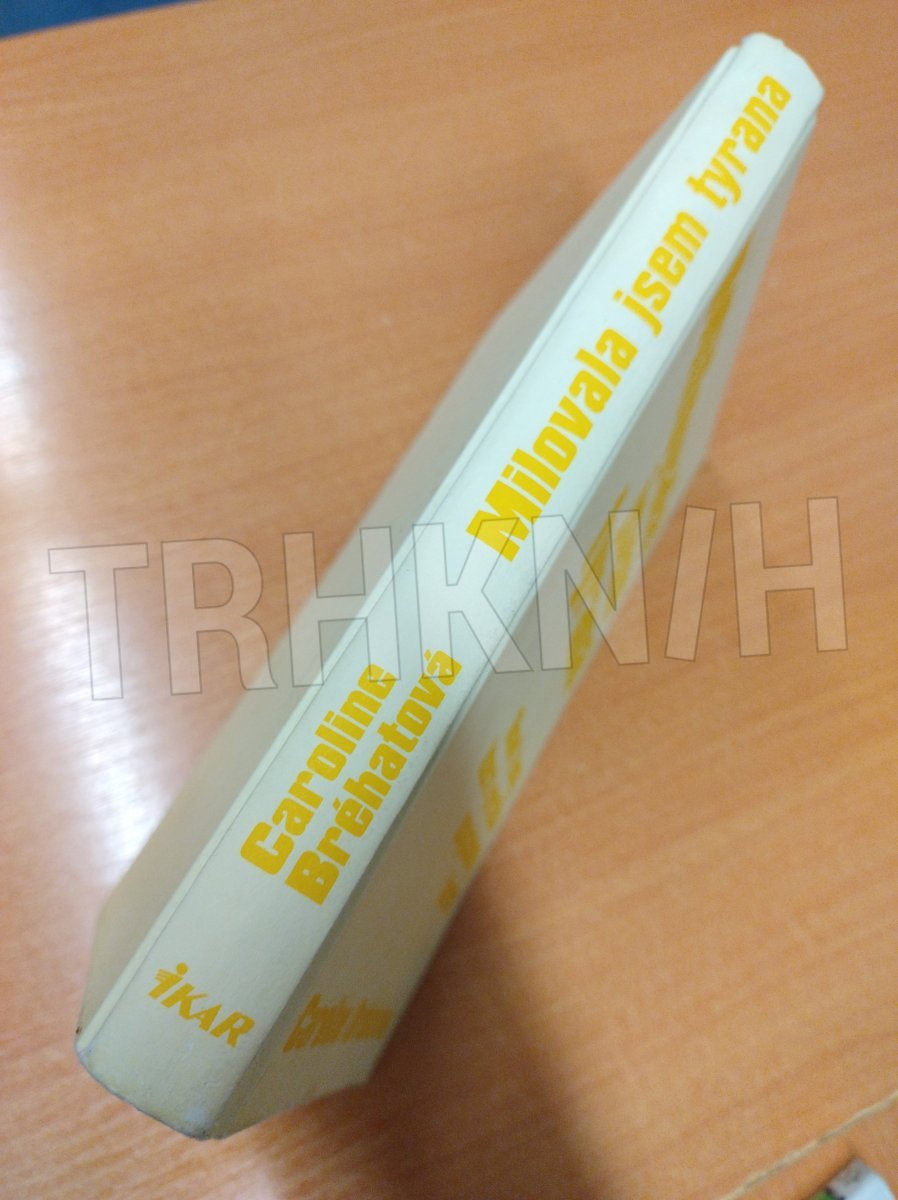 Caroline
Bréhatová
Milovala jsem tyrana
iKAR
TRHKNIH